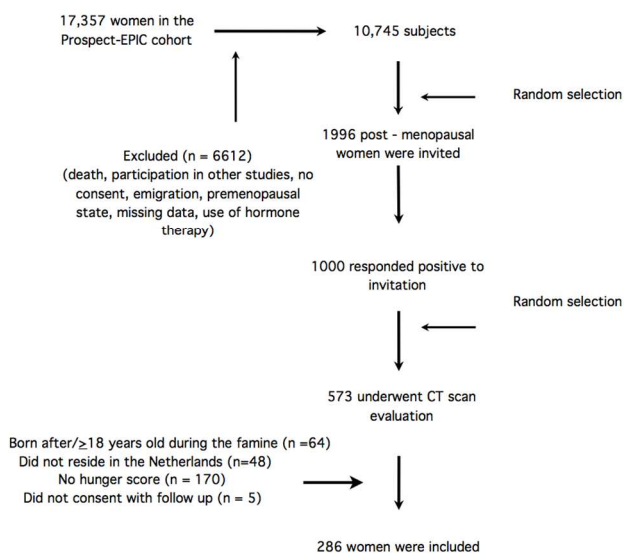 17,357 women in the
Prospect-EPIC cohort
10,745 subjects
Random selection
1996 post - menopausal
women were invited
Excluded (n = 6612)
(death, participation in other studies, no
consent, emigration, premenopausal
state, missing data, use of hormone
therapy)
1000 responded positive to
invitation
Random selection
573 underwent CT scan
evaluation
Born after/≥18 years old during the famine (n =64)
Did not reside in the Netherlands (n=48)
No hunger score (n = 170)
Did not consent with follow up (n = 5)
286 women were included